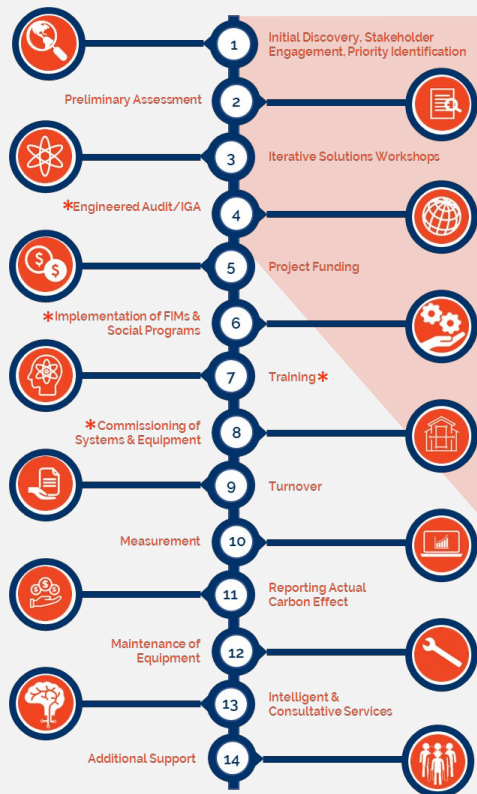 1
Initial Discovery, Stakeholder
Engagement, Priority Identification
Preliminary Assessment
2
3
Iterative Solutions Workshops
*Engineered Audit/IGA
4
$
$
5
Project Funding
*Implementation of FIMs &
Social Programs
6
7
Training*
*Commissioning of
Systems & Equipment
8
9
Turnover
Measurement
10
$ $ $
11
Reporting Actual
Carbon Effect
Maintenance of
Equipment
12
13
Intelligent &
Consultative Services
Additional Support
14